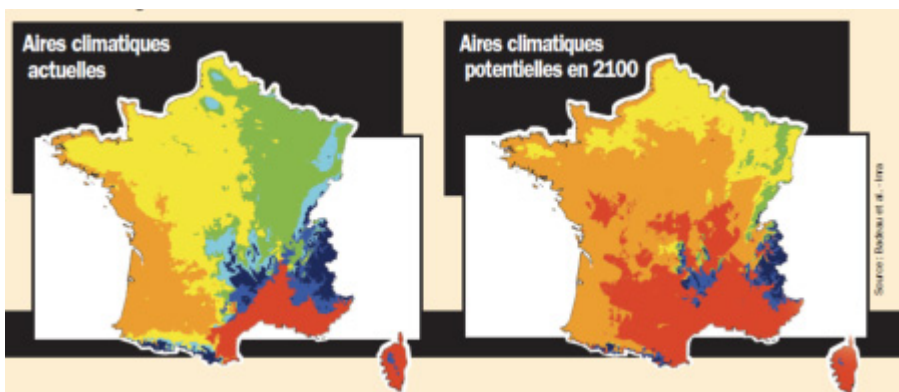 Aires climatiques
actuelles
Aires climatiques
potentielles en 2100
Source : Badeau et al. - Inra